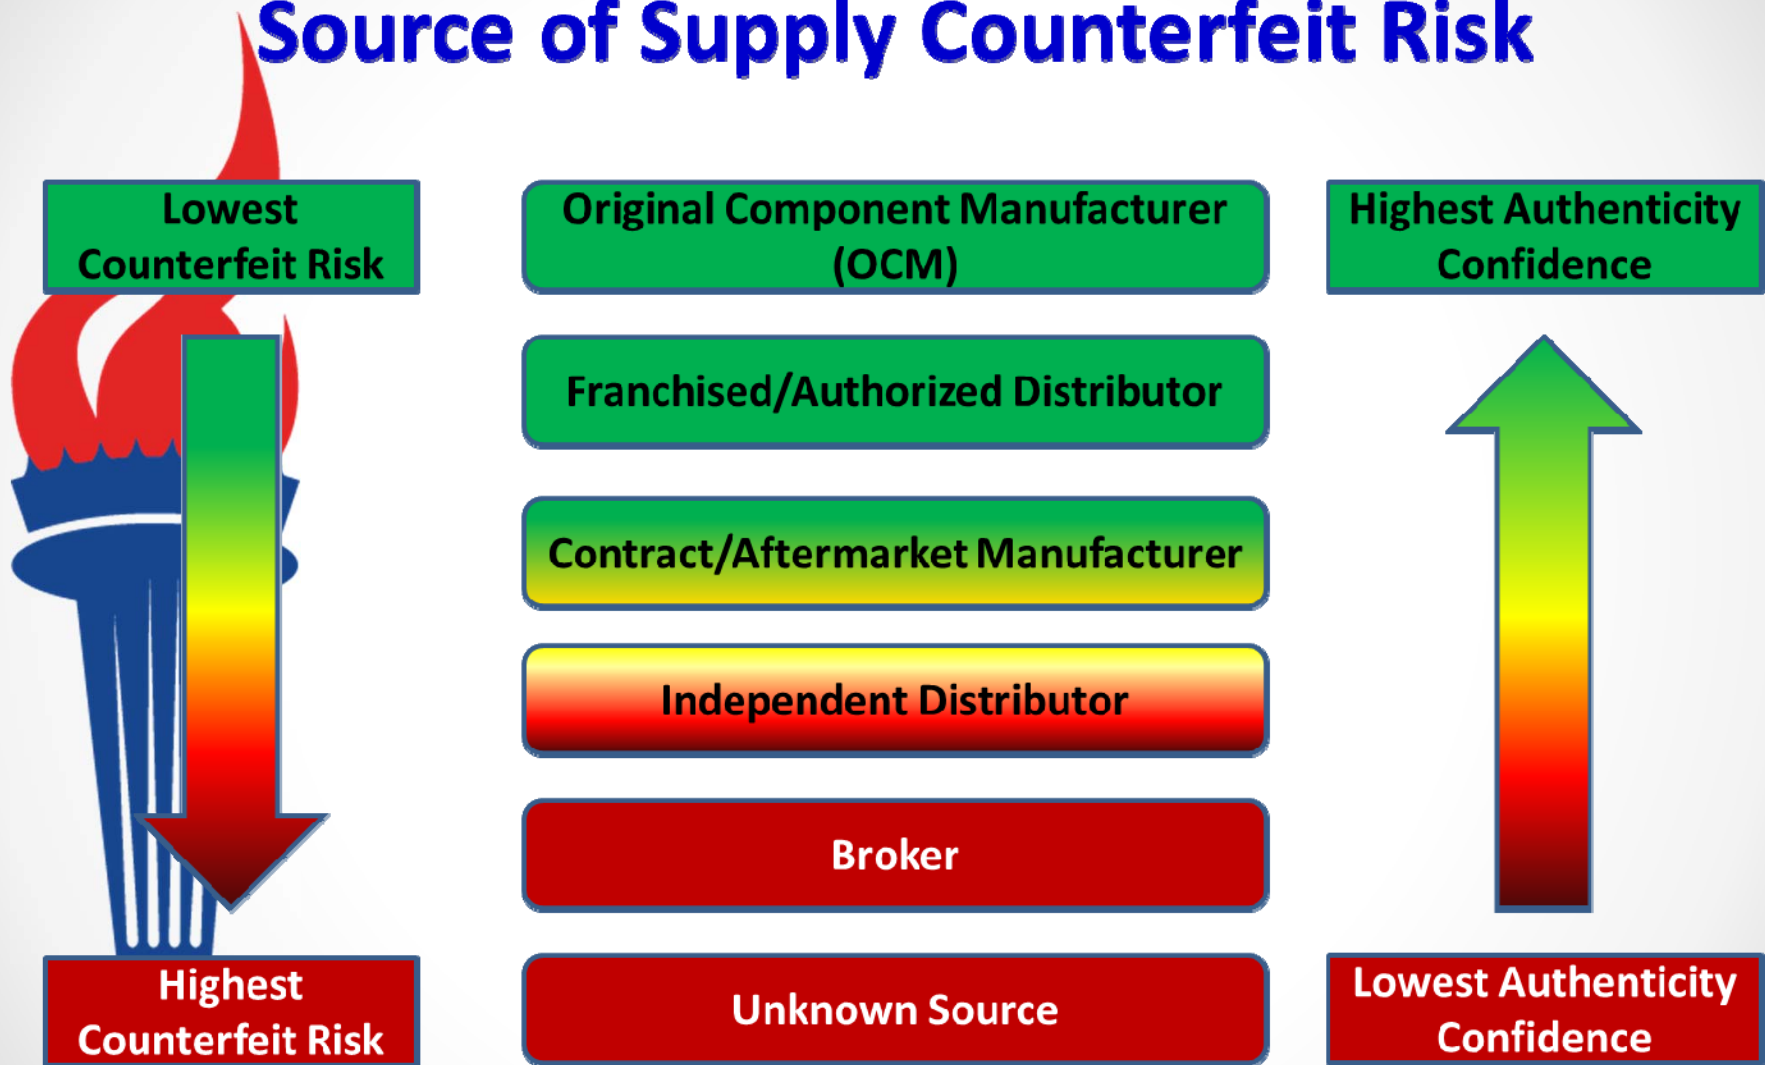 Source of Supply Counterfeit Risk
Lowest
Counterfeit Risk
Original Component Manufacturer
(OCM)
Highest Authenticity
Confidence
Franchised/Authorized Distributor
Contract/Aftermarket Manufacturer
Independent Distributor
Broker
Highest
Counterfeit Risk
Unknown Source
Lowest Authenticity
Confidence